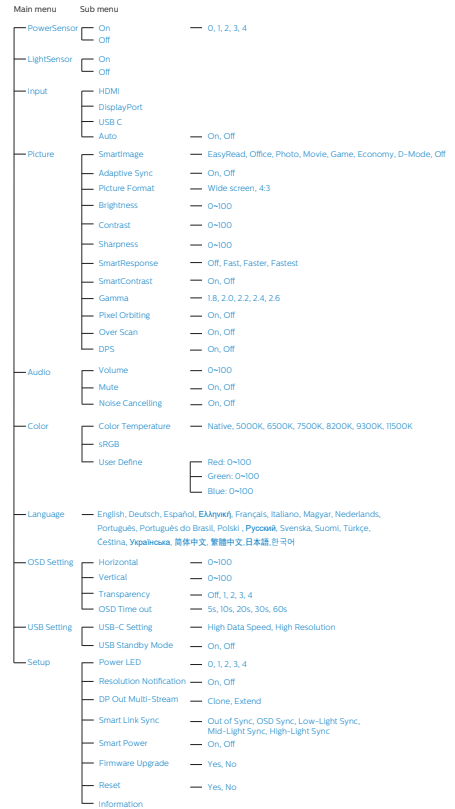 Main menu Sub menu
PowerSensor On 0, 1, 2, 3, 4
Off
LightSensor On
Off
Input HDMI
DisplayPort
USB C
Auto On, Off
Picture SmartImage EasyRead, Office, Photo, Movie, Game, Economy, D-Mode, Off
Adaptive Sync On, Off
Picture Format Wide screen, 4:3
Brightness 0~100
Contrast 0~100
Sharpness 0~100
SmartResponse Off, Fast, Faster, Fastest
SmartContrast On, Off
Gamma 1.8, 2.0, 2.2, 2.4, 2.6
Pixel Orbiting On, Off
Over Scan On, Off
DPS On, Off
Audio Volume 0~100
Mute On, Off
Noise Cancelling On, Off
Color Color Temperature Native, 5000K, 6500K, 7500K, 8200K, 9300K, 11500K
sRGB
User Define Red: 0~100
Green: 0~100
Blue: 0~100
Language English, Deutsch, Español, Ελληνική, Français, Italiano, Magyar, Nederlands,
Português, Português do Brasil, Polski , Русский, Svenska, Suomi, Türkçe,
Čeština, Українська, 简体中文, 繁體中文,日本語,한국어
OSD Setting Horizontal 0~100
Vertical 0~100
Transparency Off, 1, 2, 3, 4
OSD Time out 5s, 10s, 20s, 30s, 60s
USB Setting USB-C Setting High Data Speed, High Resolution
USB Standby Mode On, Off
Setup Power LED 0, 1, 2, 3, 4
Resolution Notification On, Off
DP Out Multi-Stream Clone, Extend
Smart Link Sync Out of Sync, OSD Sync, Low-Light Sync,
Mid-Light Sync, High-Light Sync
Smart Power On, Off
Firmware Upgrade Yes, No
Reset Yes, No
Information